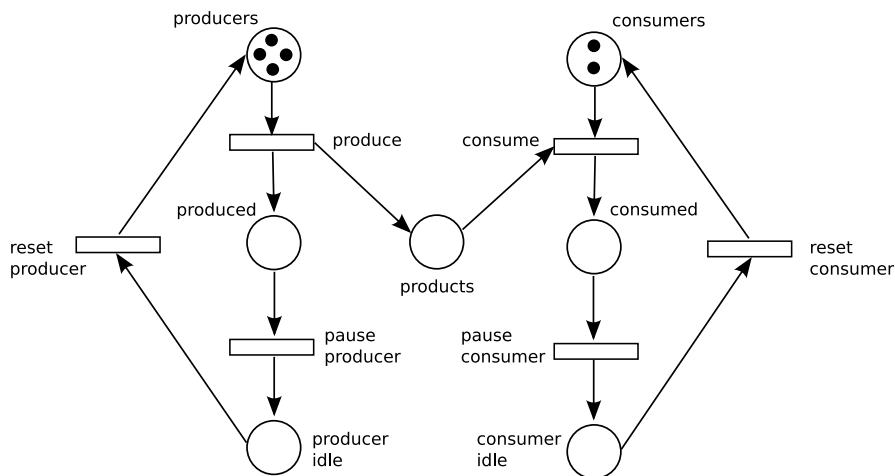 producers
consumers
produce
consume
produced
consumed
reset
producer
products
reset
consumer
pause
producer
pause
consumer
producer
idle
consumer
idle